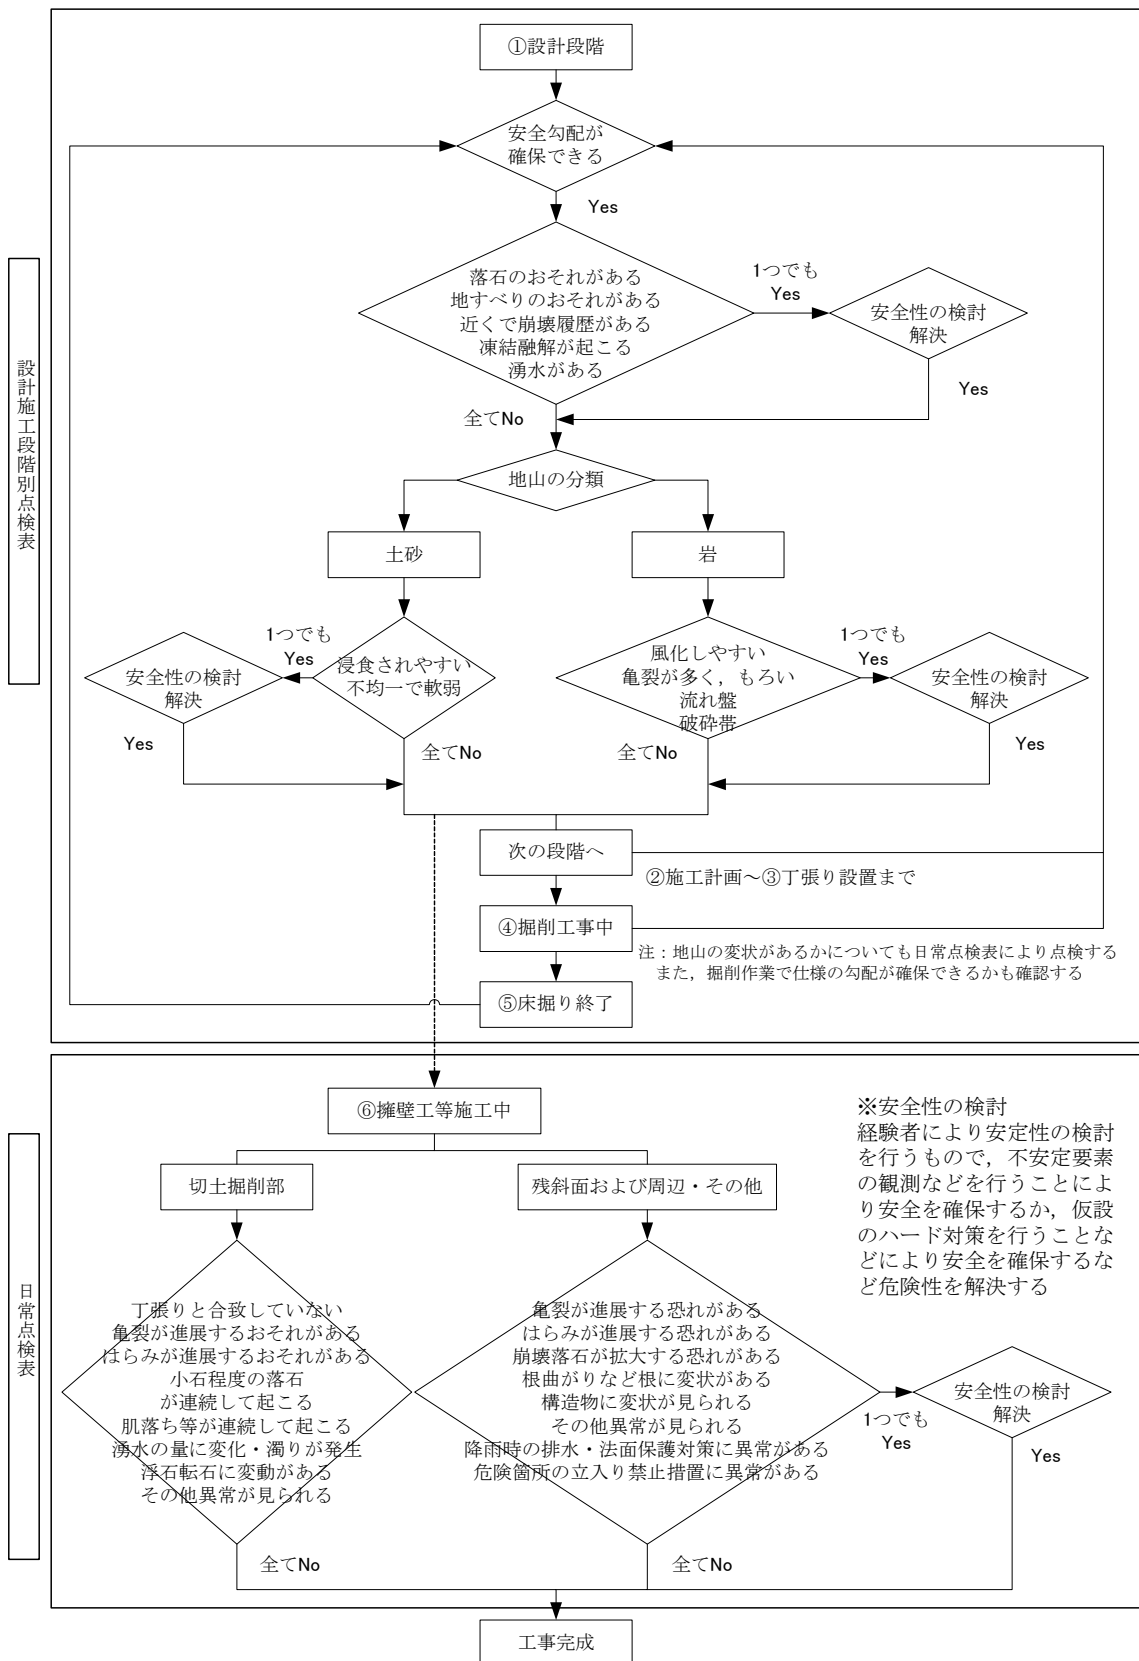 ①設計段階
安全勾配が
確保できる
Yes
落石のおそれがある
地すべりのおそれがある
近くで崩壊履歴がある
凍結融解が起こる
湧水がある
1つでも
Yes
安全性の検討
解決
Yes
全てNo
地山の分類
土砂
岩
1つでも
Yes
浸食されやすい
不均一で軟弱
安全性の検討
解決
Yes
全てNo
風化しやすい
亀裂が多く，もろい
流れ盤
破砕帯
1つでも
Yes
安全性の検討
解決
Yes
全てNo
次の段階へ
②施工計画～③丁張り設置まで
④掘削工事中
注：地山の変状があるかについても日常点検表により点検する
また，掘削作業で仕様の勾配が確保できるかも確認する
⑤床掘り終了
設計施工段階別点検表
⑥擁壁工等施工中
※安全性の検討
経験者により安定性の検討
を行うもので，不安定要素
の観測などを行うことによ
り安全を確保するか，仮設
のハード対策を行うことな
どにより安全を確保するな
ど危険性を解決する
切土掘削部
残斜面および周辺・その他
丁張りと合致していない
亀裂が進展するおそれがある
はらみが進展するおそれがある
小石程度の落石
が連続して起こる
肌落ち等が連続して起こる
湧水の量に変化・濁りが発生
浮石転石に変動がある
その他異常が見られる
亀裂が進展する恐れがある
はらみが進展する恐れがある
崩壊落石が拡大する恐れがある
根曲がりなど根に変状がある
構造物に変状が見られる
その他異常が見られる
降雨時の排水・法面保護対策に異常がある
危険箇所の立入り禁止措置に異常がある
1つでも
Yes
安全性の検討
解決
Yes
全てNo
全てNo
日常点検表
工事完成